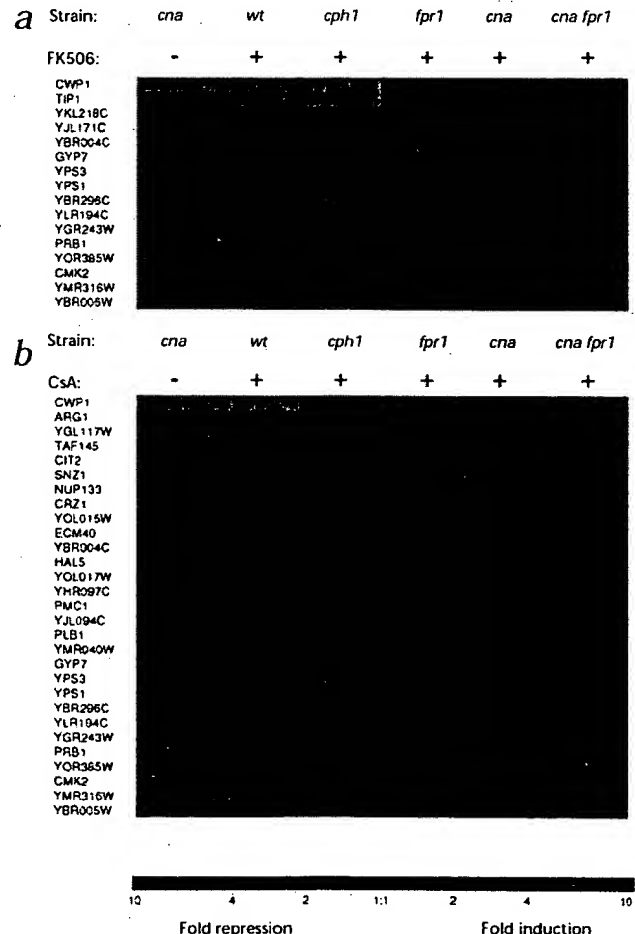 a Strain: cna wt cph1 fpr1 cna cna fpr1
FK506: - + + + + +
CWP1
TIP1
YKL218C
YJL171C
YBR004C
GYP7
YPS3
YPS1
YBR296C
YLR194C
YGR243W
PRB1
YOR385W
CMK2
YMR316W
YBR005W
b Strain: cna wt cph1 fpr1 cna cna fpr1
CsA: - + + + + +
CWP1
ARG1
YGL117W
TAF145
CIT2
SNZ1
NUP133
CRZ1
YOL015W
ECM40
YBR004C
HAL5
YOL017W
YHR097C
PMC1
YJL094C
PLB1
YMR040W
GYP7
YPS3
YPS1
YBR296C
YLR194C
YGR243W
PRB1
YOR385W
CMK2
YMR316W
YBR005W
10 4 2 1:1 2 4 10
Fold repression Fold induction